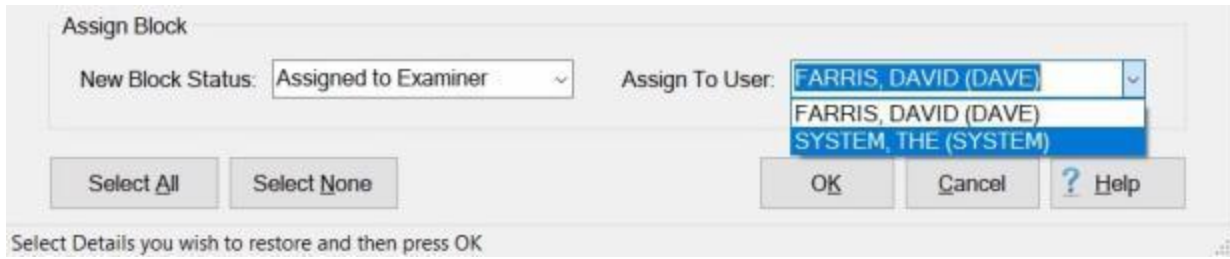 Assign Block
New Block Status: Assigned to Examiner Assign To User: FARRIS, DAVID (DAVE)
FARRIS, DAVID (DAVE)
SYSTEM, THE (SYSTEM)
Select All Select None OK Cancel ? Help
Select Details you wish to restore and then press OK